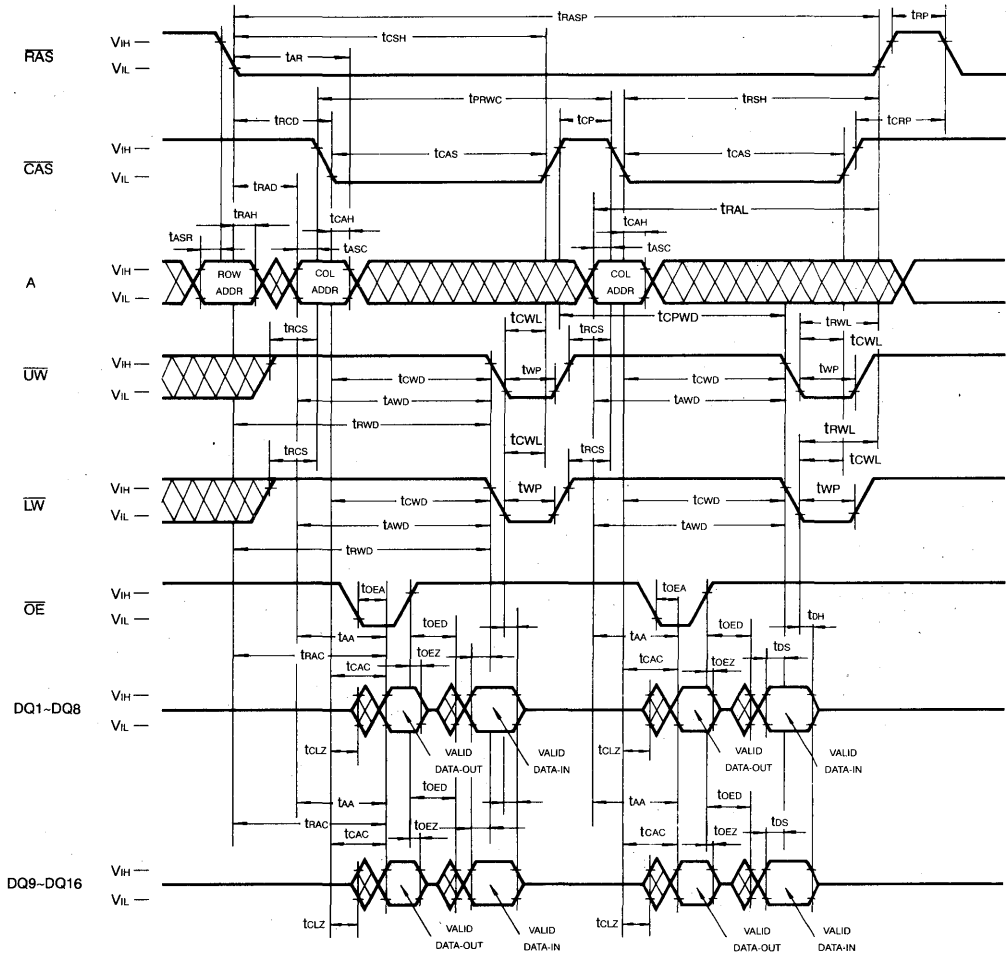 tRASP
tRP
tCSH
tAR
RAS
VIH
VIL
tPRWC
tRSH
tRCD
tCP
tCRP
CAS
VIH
VIL
tCAS
tCAS
tRAD
tRAL
tRAH
tCAH
tCAH
tASR
tASC
tASC
A
VIH
VIL
ROW ADDR
COL ADDR
COL ADDR
tCPWD
tCWL
tRWL
tRCS
tRCS
tCWL
UW
VIH
VIL
tCWD
tWP
tCWD
tWP
tAWD
tAWD
tRWD
tRWL
tCWL
tRCS
tRCS
tCWL
LW
VIH
VIL
tCWD
tWP
tCWD
tWP
tAWD
tAWD
tRWD
OE
VIH
VIL
tOEA
tOEA
tOED
tOED
tDH
tAA
tAA
tRAC
tOEZ
tDS
tCAC
tCAC
tOEZ
DQ1~DQ8
VIH
VIL
tCLZ
VALID DATA-OUT
VALID DATA-IN
tCLZ
VALID DATA-OUT
VALID DATA-IN
tOED
tOED
tAA
tAA
tRAC
tCAC
tOEZ
tCAC
tOEZ
tDS
DQ9~DQ16
VIH
VIL
tCLZ
VALID DATA-OUT
VALID DATA-IN
tCLZ
VALID DATA-OUT
VALID DATA-IN